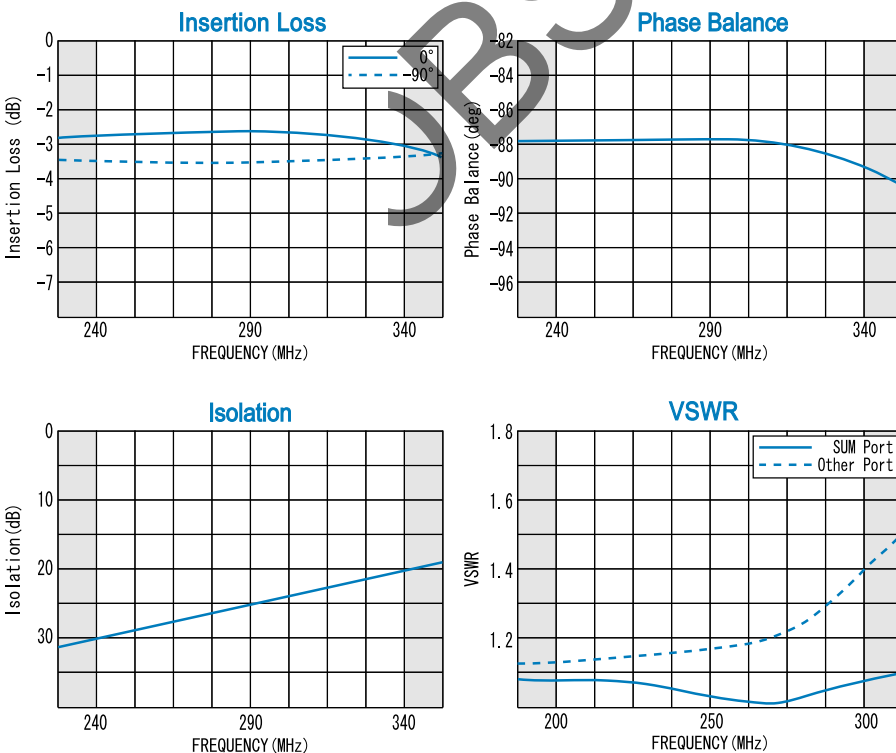 Insertion Loss
0
-1
-2
-3
-4
-5
-6
-7
Insertion Loss (dB)
0°
-90°
240 290 340
FREQUENCY(MHz)
Phase Balance
-82
-84
-86
-88
-90
-92
-94
-96
Phase Balance(deg)
240 290 340
FREQUENCY(MHz)
Isolation
0
10
20
30
Isolation(dB)
240 290 340
FREQUENCY(MHz)
VSWR
1.8
1.6
1.4
1.2
VSWR
SUM Port
Other Port
200 250 300
FREQUENCY(MHz)